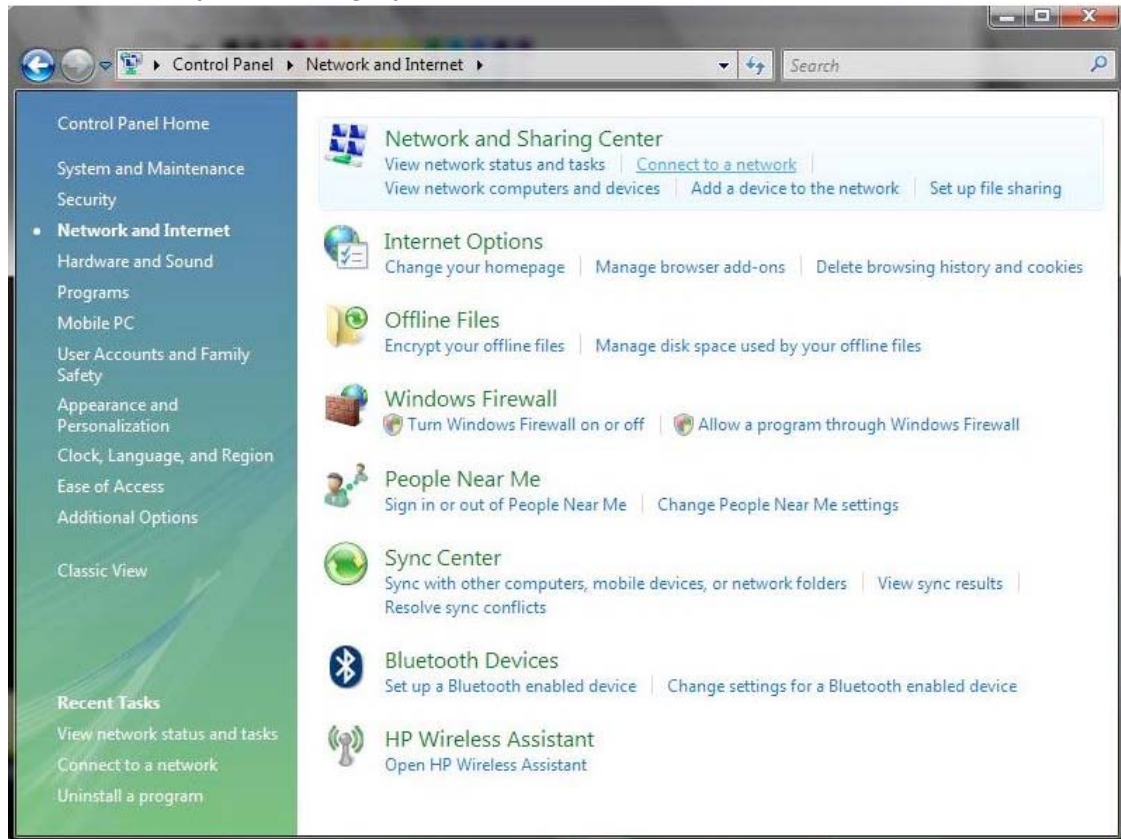 Control Panel ▸ Network and Internet ▸
Search
Control Panel Home
System and Maintenance
Security
• Network and Internet
Hardware and Sound
Programs
Mobile PC
User Accounts and Family
Safety
Appearance and
Personalization
Clock, Language, and Region
Ease of Access
Additional Options
Classic View
Recent Tasks
View network status and tasks
Connect to a network
Uninstall a program
Network and Sharing Center
View network status and tasks | Connect to a network |
View network computers and devices | Add a device to the network | Set up file sharing
Internet Options
Change your homepage | Manage browser add-ons | Delete browsing history and cookies
Offline Files
Encrypt your offline files | Manage disk space used by your offline files
Windows Firewall
Turn Windows Firewall on or off | Allow a program through Windows Firewall
People Near Me
Sign in or out of People Near Me | Change People Near Me settings
Sync Center
Sync with other computers, mobile devices, or network folders | View sync results |
Resolve sync conflicts
Bluetooth Devices
Set up a Bluetooth enabled device | Change settings for a Bluetooth enabled device
HP Wireless Assistant
Open HP Wireless Assistant